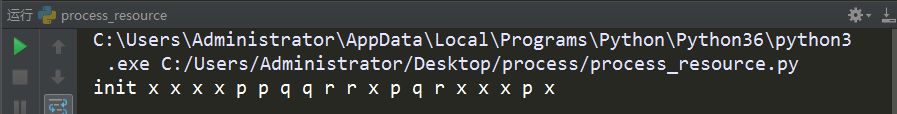 运行 process_resource
C:\Users\Administrator\AppData\Local\Programs\Python\Python36\python3
.exe C:/Users/Administrator/Desktop/process/process_resource.py
init x x x x p p q q r r x p q r x x x p x